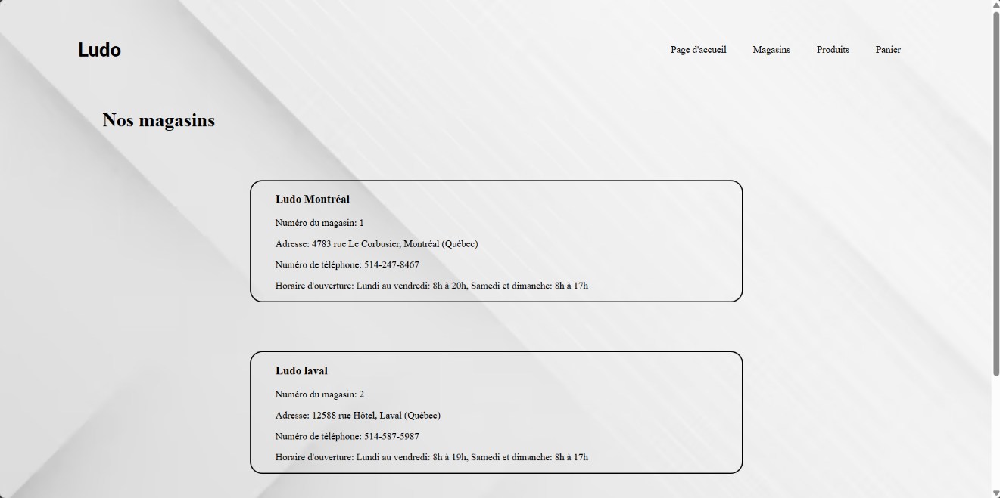 Ludo
Page d'accueil Magasins Produits Panier
Nos magasins
Ludo Montréal
Numéro du magasin: 1
Adresse: 4783 rue Le Corbusier, Montréal (Québec)
Numéro de téléphone: 514-247-8467
Horaire d'ouverture: Lundi au vendredi: 8h à 20h, Samedi et dimanche: 8h à 17h
Ludo laval
Numéro du magasin: 2
Adresse: 12588 rue Hôtel, Laval (Québec)
Numéro de téléphone: 514-587-5987
Horaire d'ouverture: Lundi au vendredi: 8h à 19h, Samedi et dimanche: 8h à 17h